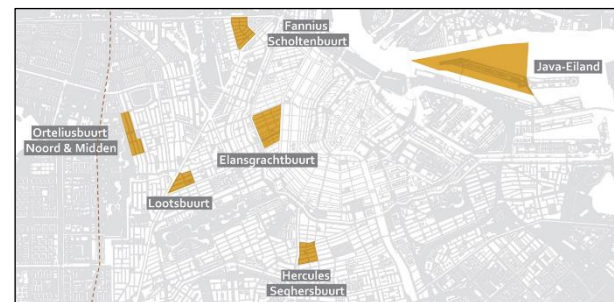 Fannius
Scholtenbuurt
Java-Eiland
Orteliusbuurt
Noord & Midden
Elansgrachtbuurt
Lootsbuurt
Hercules
Seghersbuurt